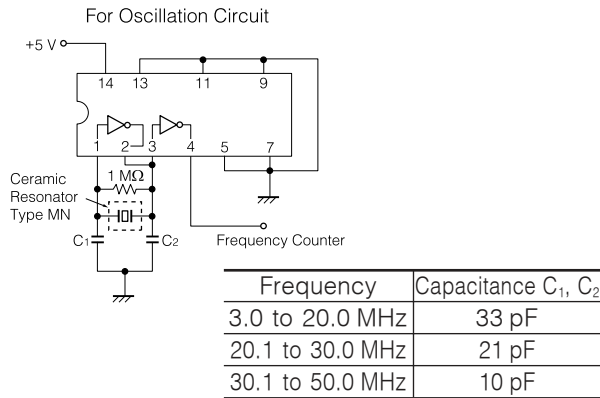 For Oscillation Circuit
+5 V
14 13 11 9
1 2 3 4 5 7
1 MΩ
Ceramic
Resonator
Type MN
C₁ C₂
Frequency Counter
Frequency Capacitance C₁, C₂
3.0 to 20.0 MHz 33 pF
20.1 to 30.0 MHz 21 pF
30.1 to 50.0 MHz 10 pF